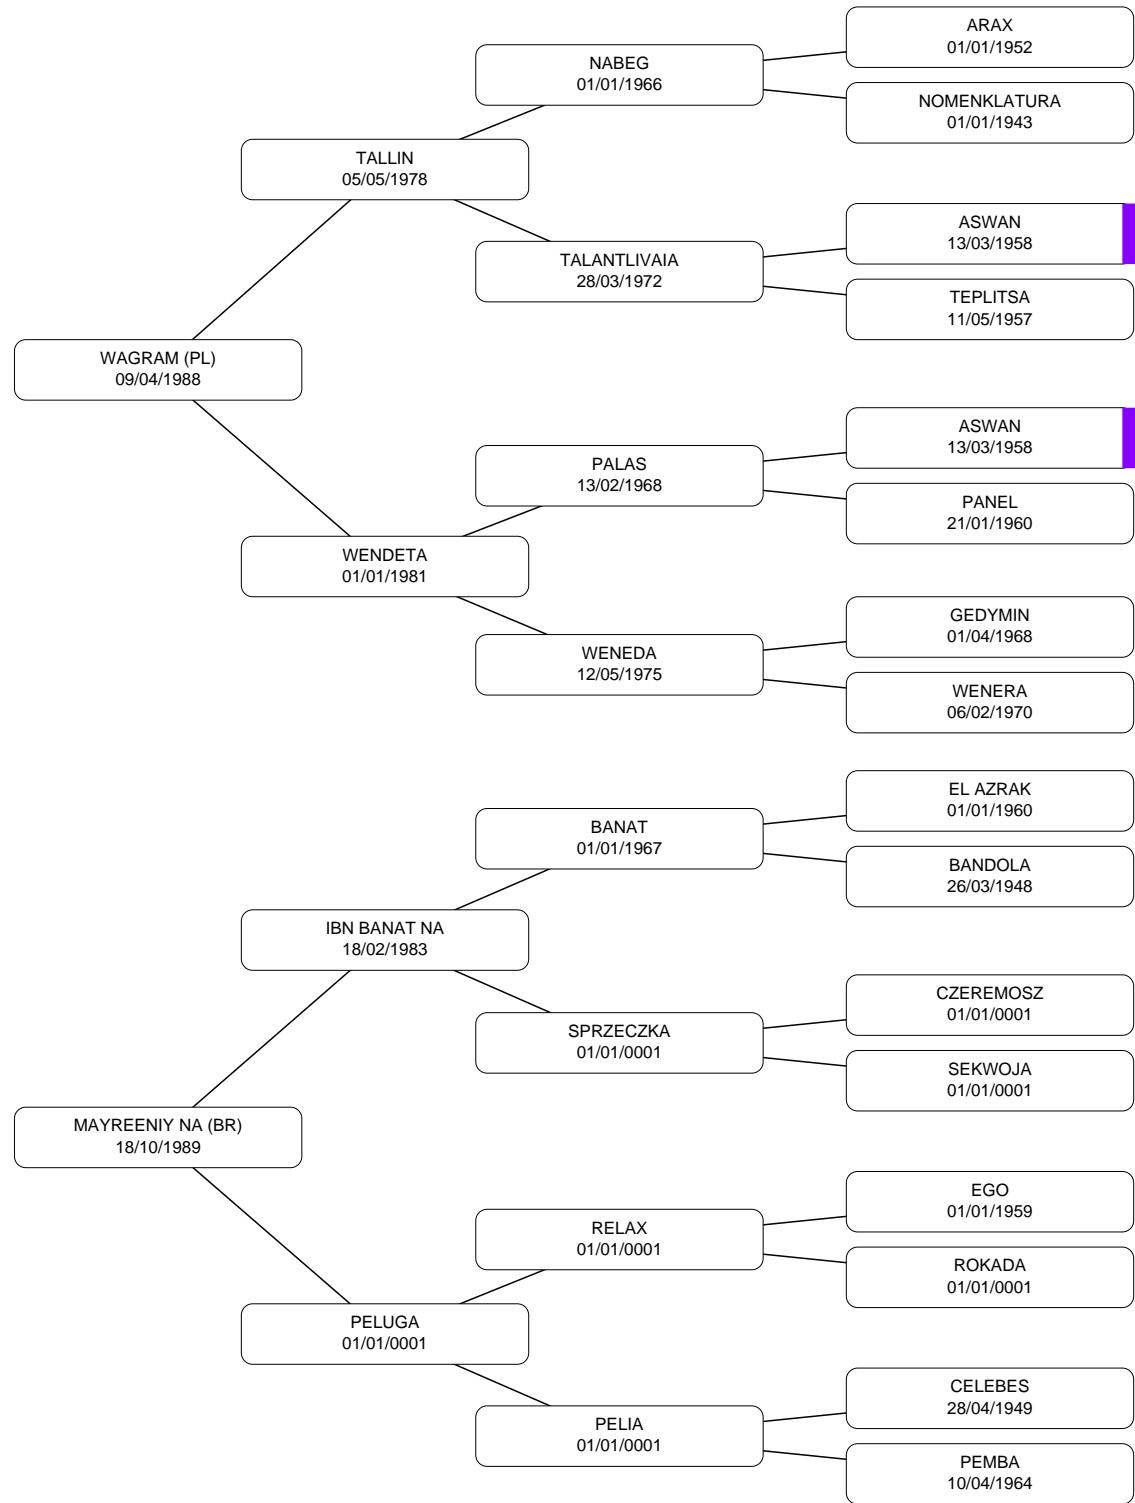 ARAX
01/01/1952
NABEG
01/01/1966
NOMENKLATURA
01/01/1943
TALLIN
05/05/1978
ASWAN
13/03/1958
TALANTLIVAIA
28/03/1972
TEPLITSA
11/05/1957
WAGRAM (PL)
09/04/1988
ASWAN
13/03/1958
PALAS
13/02/1968
PANEL
21/01/1960
WENDETA
01/01/1981
GEDYMIN
01/04/1968
WENEDA
12/05/1975
WENERA
06/02/1970
EL AZRAK
01/01/1960
BANAT
01/01/1967
BANDOLA
26/03/1948
IBN BANAT NA
18/02/1983
CZEREMOSZ
01/01/0001
SPRZECZKA
01/01/0001
SEKWOJA
01/01/0001
MAYREENIY NA (BR)
18/10/1989
EGO
01/01/1959
RELAX
01/01/0001
ROKADA
01/01/0001
PELUGA
01/01/0001
CELEBES
28/04/1949
PELIA
01/01/0001
PEMBA
10/04/1964